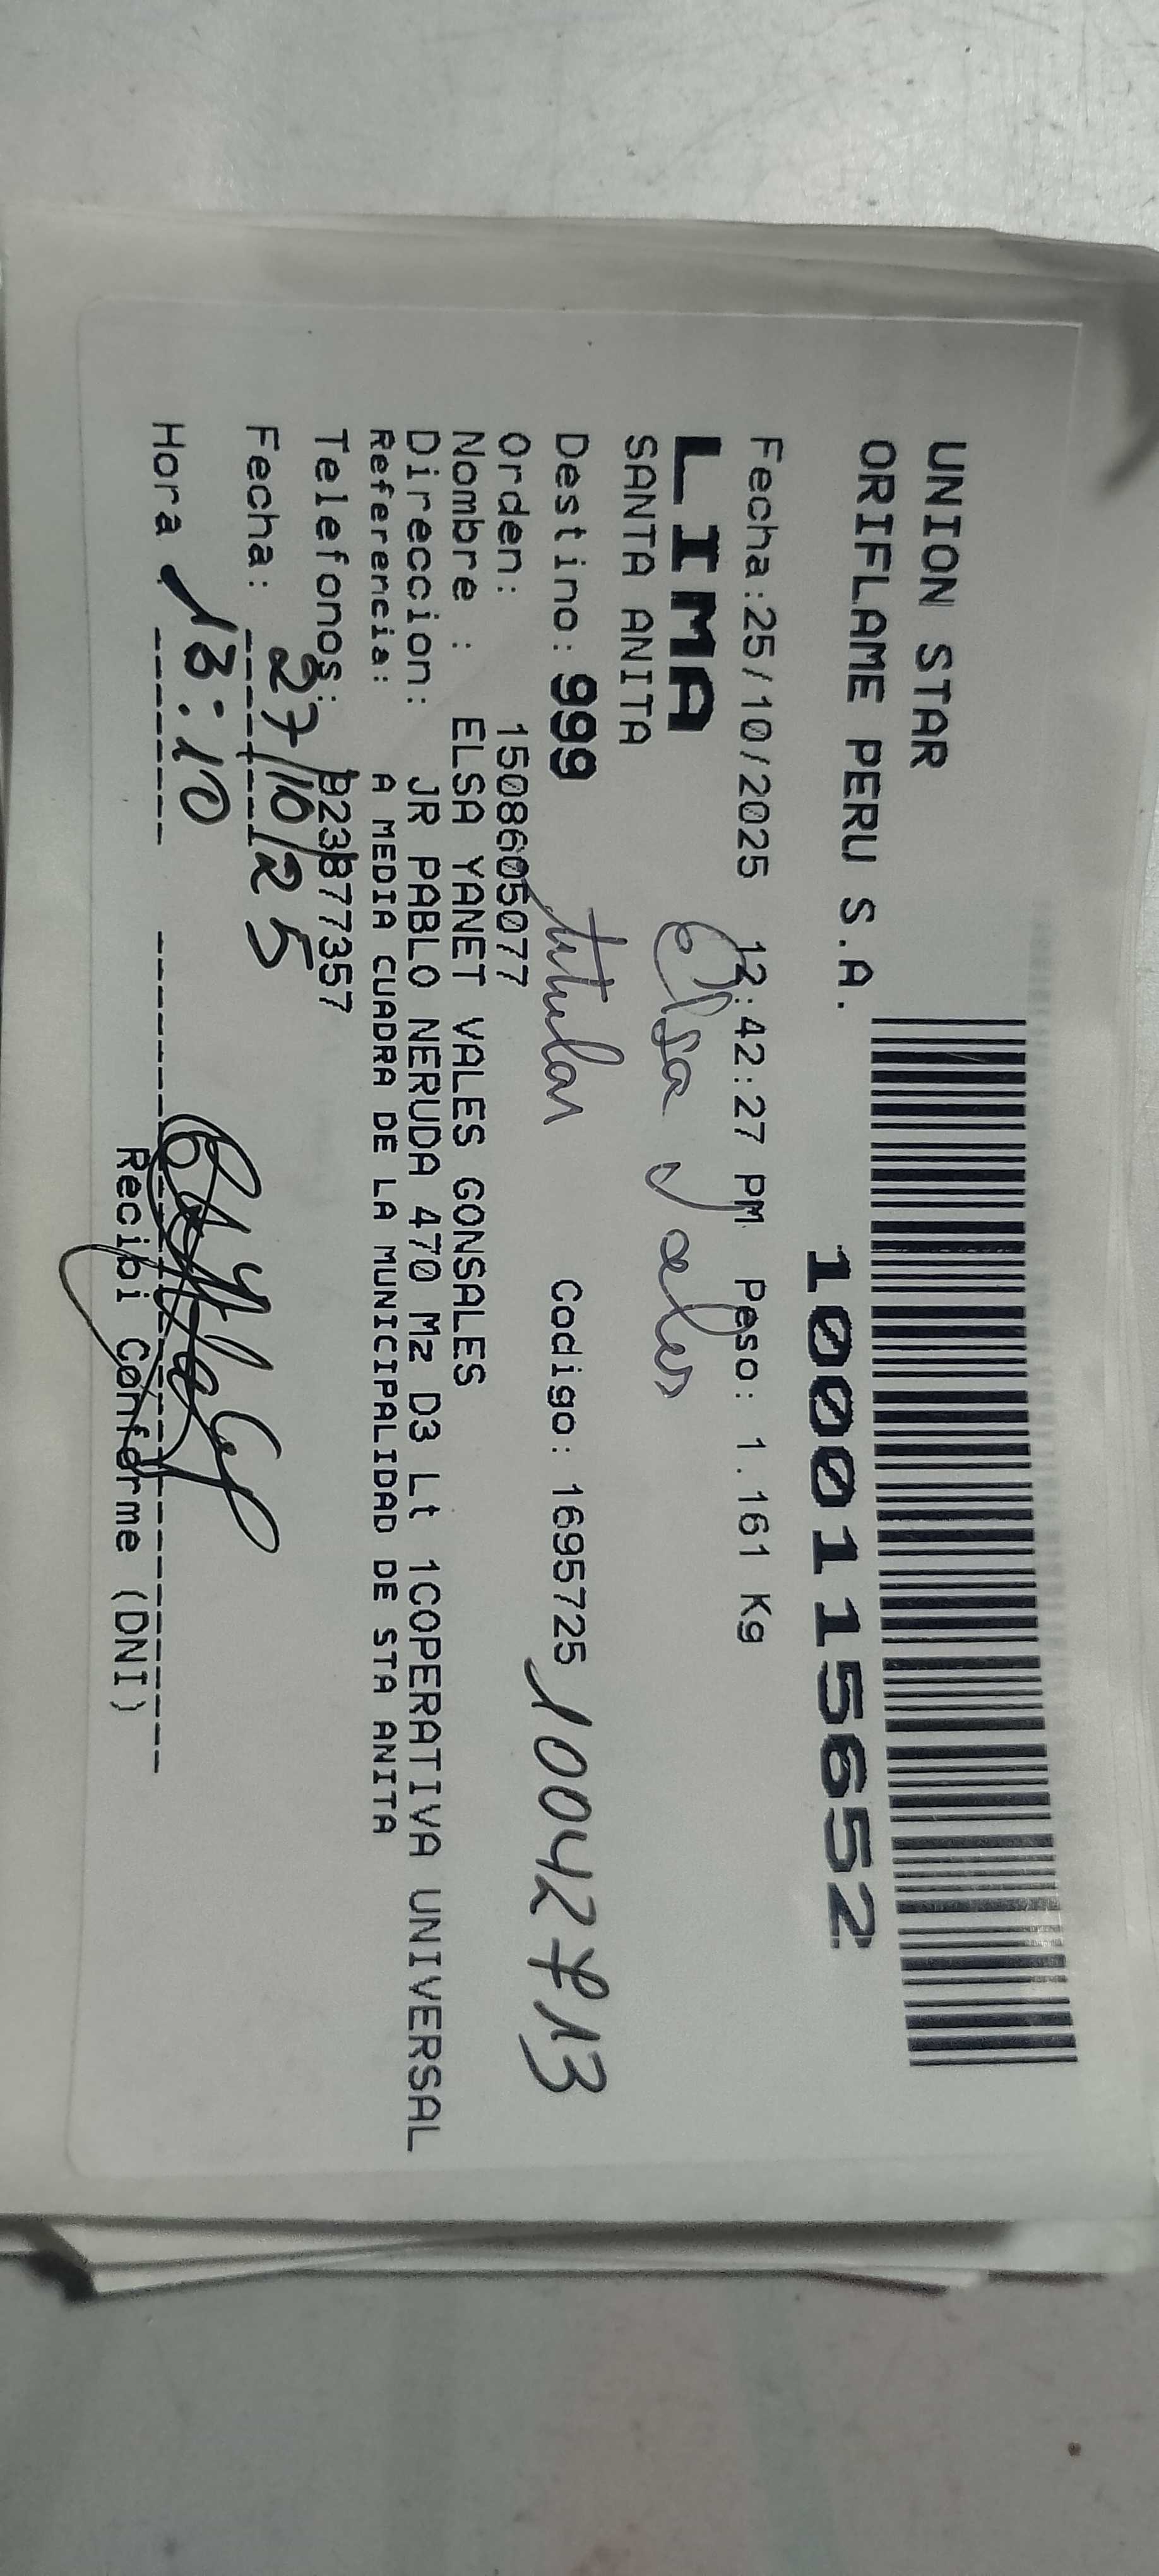 UNION STAR
ORIFLAME PERU S.A.
1000115652
Fecha:25/10/2025 12:42:27 PM Peso: 1.161 Kg
LIMA
Elsa Vales
SANTA ANITA
titular
Destino: 999 Codigo: 1695725 10042713
Orden: 1508605077
Nombre : ELSA YANET VALES GONSALES
Direccion: JR PABLO NERUDA 470 Mz D3 Lt 1COPERATIVA UNIVERSAL
Referencia: A MEDIA CUADRA DE LA MUNICIPALIDAD DE STA ANITA
Telefonos: 923877357
Fecha: 27/10/25
Hora 13:10
Recibi Conforme (DNI)